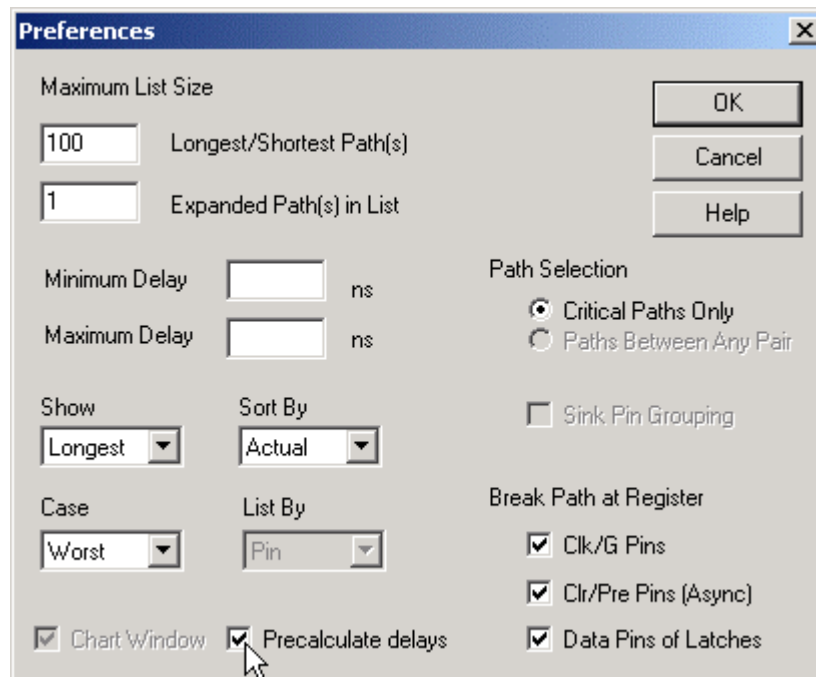 Preferences
Maximum List Size
100 Longest/Shortest Path(s)
1 Expanded Path(s) in List
OK
Cancel
Help
Minimum Delay ns
Maximum Delay ns
Path Selection
Critical Paths Only
Paths Between Any Pair
Sink Pin Grouping
Show
Longest
Sort By
Actual
Case
Worst
List By
Pin
Break Path at Register
Clk/G Pins
Clr/Pre Pins (Async)
Data Pins of Latches
Chart Window
Precalculate delays